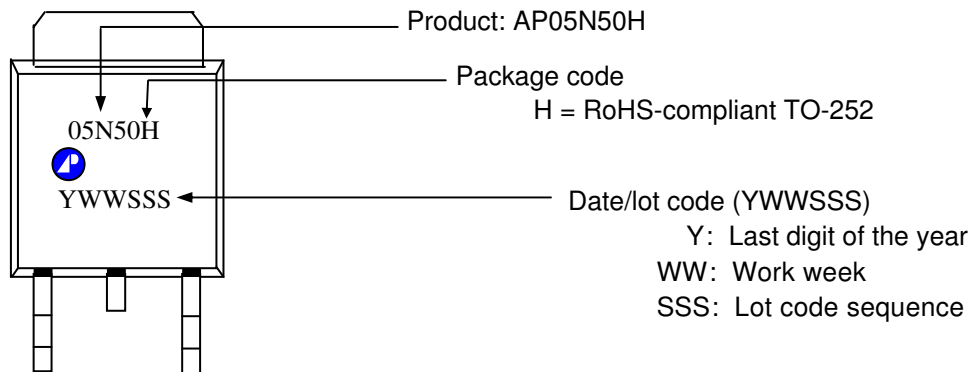 Product: AP05N50H
Package code
H = RoHS-compliant TO-252
05N50H
AP
YWWSSS
Date/lot code (YWWSSS)
Y: Last digit of the year
WW: Work week
SSS: Lot code sequence